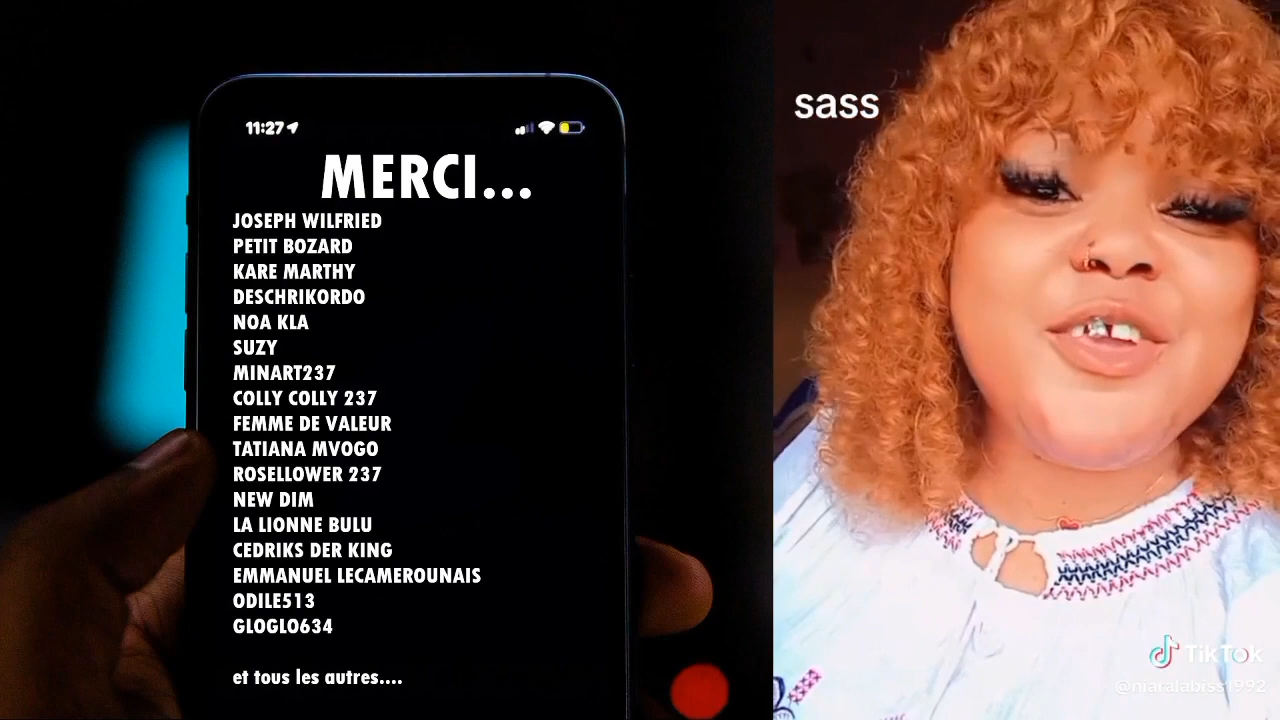 11:27
MERCI...
JOSEPH WILFRIED
PETIT BOZARD
KARE MARTHY
DESCHRIKORDO
NOA KLA
SUZY
MINART237
COLLY COLLY 237
FEMME DE VALEUR
TATIANA MVOGO
ROSELLOWER 237
NEW DIM
LA LIONNE BULU
CEDRIKS DER KING
EMMANUEL LECAMEROUNAIS
ODILE513
GLOGLO634
et tous les autres....
sass
TikTok
@maralabiss1992